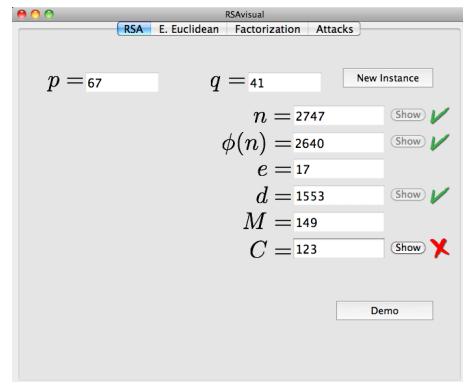 RSAvisual
RSA E. Euclidean Factorization Attacks
p = 67 q = 41 New Instance
n = 2747 Show
ϕ(n) = 2640 Show
e = 17
d = 1553 Show
M = 149
C = 123 Show
Demo